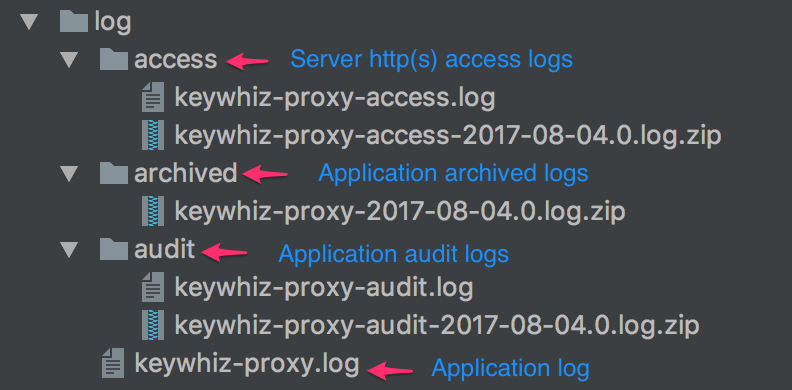 log
access Server http(s) access logs
keywhiz-proxy-access.log
keywhiz-proxy-access-2017-08-04.0.log.zip
archived Application archived logs
keywhiz-proxy-2017-08-04.0.log.zip
audit Application audit logs
keywhiz-proxy-audit.log
keywhiz-proxy-audit-2017-08-04.0.log.zip
keywhiz-proxy.log Application log